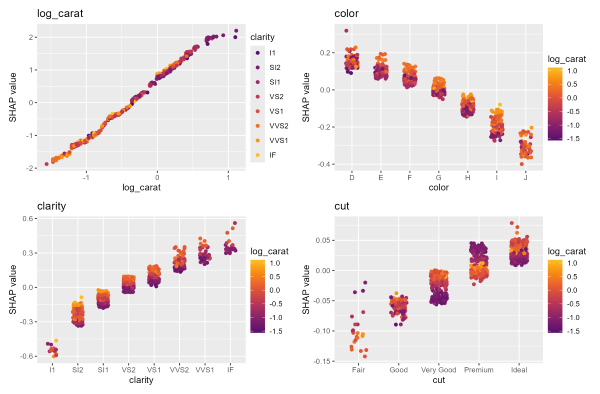 log_carat
SHAP value
2
1
0
-1
-2
-1
0
1
log_carat
clarity
I1
SI2
SI1
VS2
VS1
VVS2
VVS1
IF
color
SHAP value
0.2
0.0
-0.2
-0.4
D E F G H I J
color
log_carat
1.0
0.5
0.0
-0.5
-1.0
-1.5
clarity
SHAP value
0.6
0.3
0.0
-0.3
-0.6
I1 SI2 SI1 VS2 VS1 VVS2 VVS1 IF
clarity
log_carat
1.0
0.5
0.0
-0.5
-1.0
-1.5
cut
SHAP value
0.05
0.00
-0.05
-0.10
-0.15
Fair Good Very Good Premium Ideal
cut
log_carat
1.0
0.5
0.0
-0.5
-1.0
-1.5